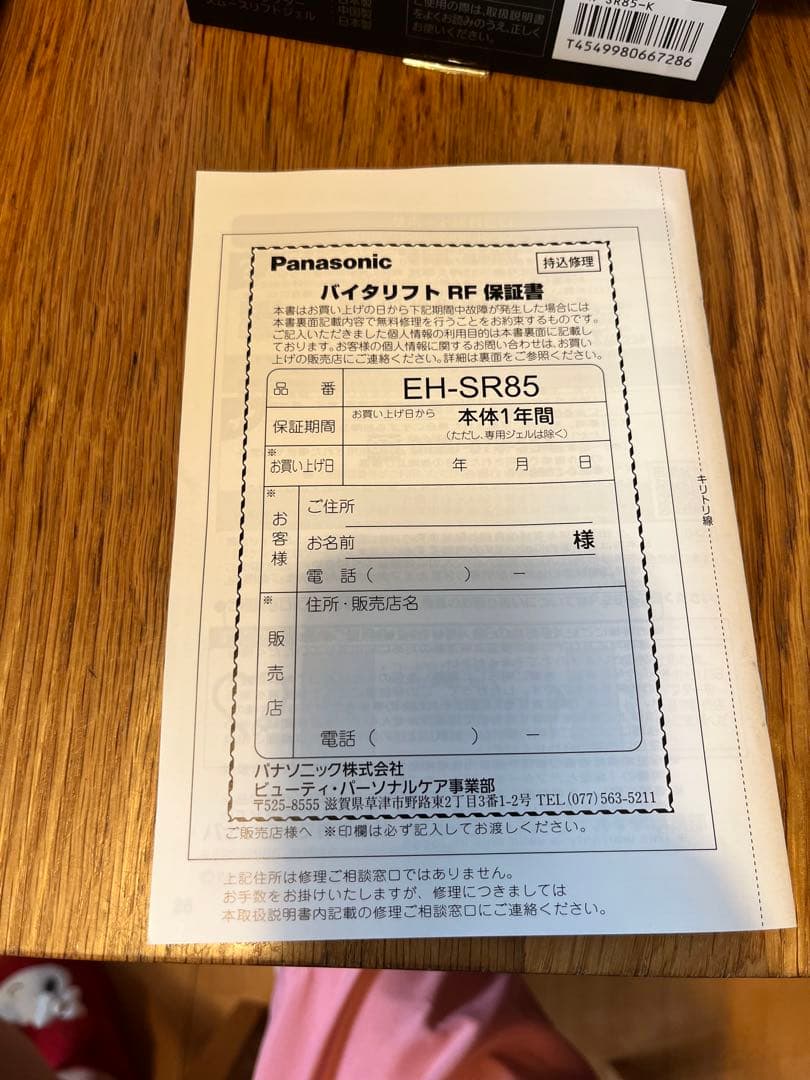 スムースリフトジェル
：日本製
：中国製
：日本製
ご使用の際は、取扱説明書
をよくお読みのうえ、正しく
お使いください。
SR85-K
T4549980667286
Panasonic
持込修理
バイタリフト RF 保証書
本書はお買い上げの日から下記期間中故障が発生した場合には
本書裏面記載内容で無料修理を行うことをお約束するものです。
ご記入いただきました個人情報の利用目的は本書裏面に記載し
ております。お客様の個人情報に関するお問い合わせは、お買い
上げの販売店にご連絡ください。詳細は裏面をご参照ください。
品 番 EH-SR85
保証期間 お買い上げ日から 本体1年間
(ただし、専用ジェルは除く)
※お買い上げ日 年 月 日
※お客様
ご住所
お名前 様
電 話 ( ) －
※販売店
住所・販売店名
電話 ( ) －
パナソニック株式会社
ビューティ・パーソナルケア事業部
〒525-8555 滋賀県草津市野路東2丁目3番1-2号 TEL(077)563-5211
ご販売店様へ ※印欄は必ず記入してお渡しください。
キリトリ線
上記住所は修理ご相談窓口ではありません。
お手数をお掛けいたしますが、修理につきましては
本取扱説明書内記載の修理ご相談窓口にご連絡ください。